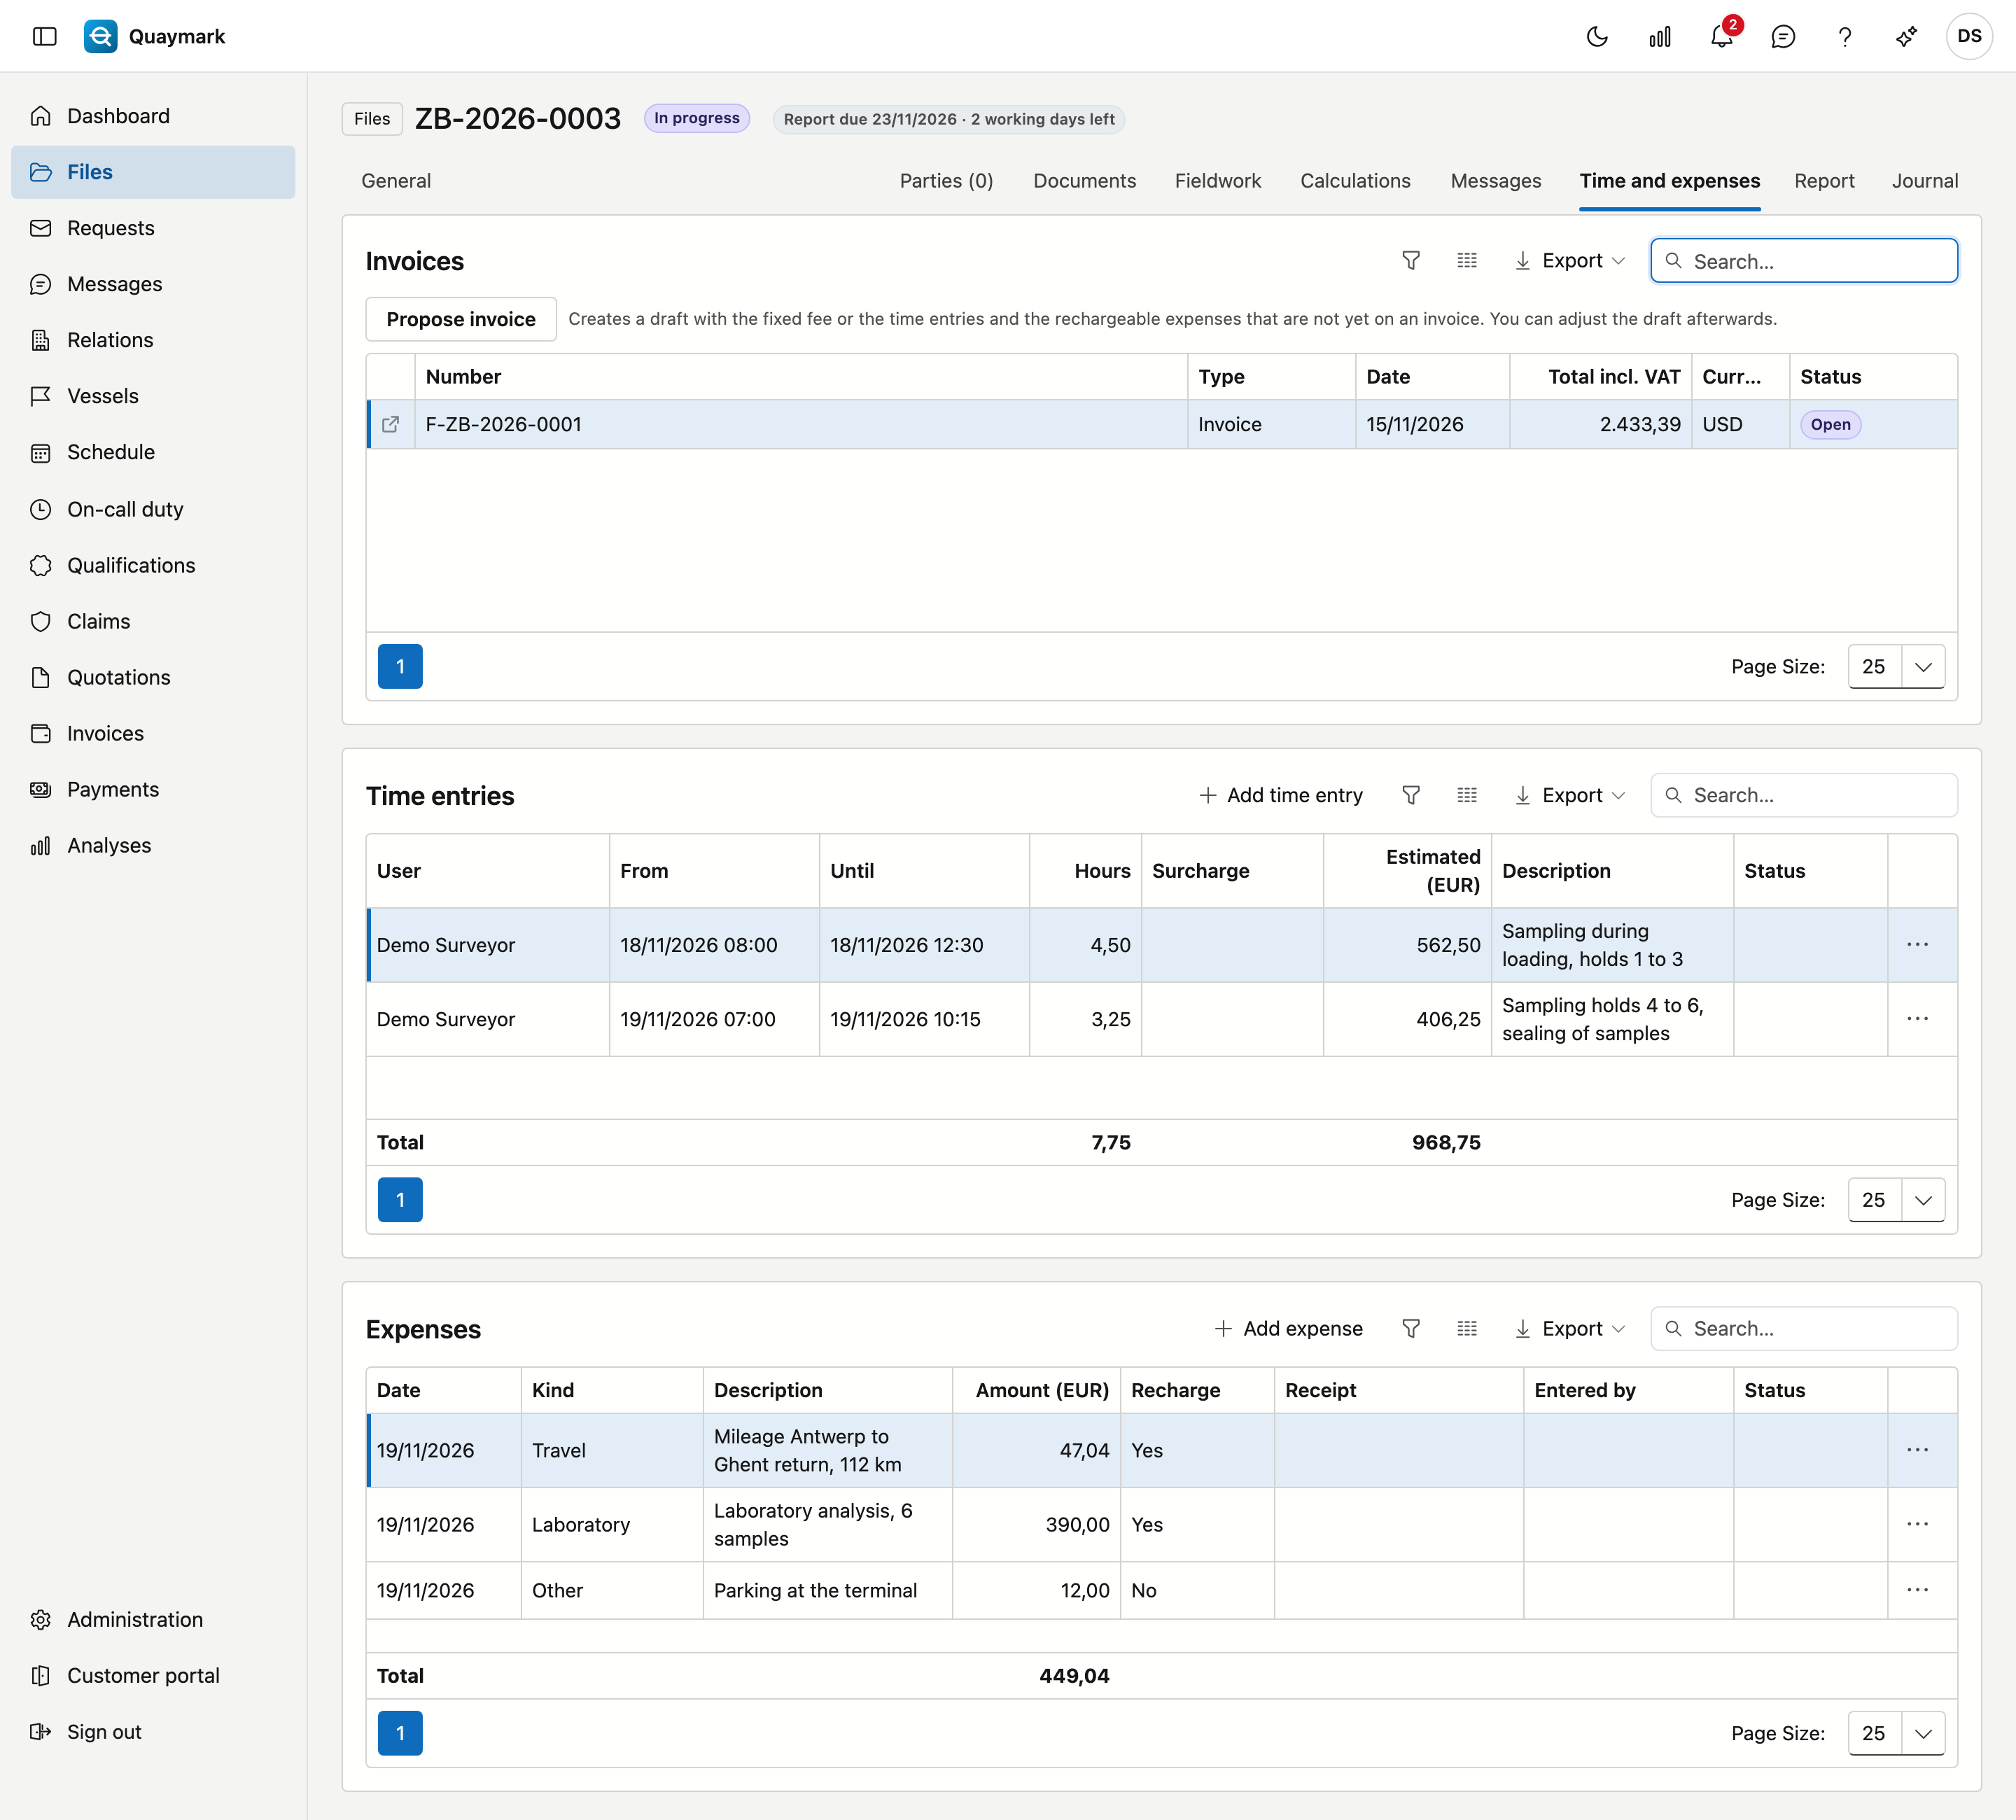 Quaymark
2
DS
Dashboard
Files
Requests
Messages
Relations
Vessels
Schedule
On-call duty
Qualifications
Claims
Quotations
Invoices
Payments
Analyses
Administration
Customer portal
Sign out
Files ZB-2026-0003 In progress Report due 23/11/2026 · 2 working days left
General Parties (0) Documents Fieldwork Calculations Messages Time and expenses Report Journal
Invoices Export Search...
Propose invoice Creates a draft with the fixed fee or the time entries and the rechargeable expenses that are not yet on an invoice. You can adjust the draft afterwards.
Number Type Date Total incl. VAT Curr... Status
F-ZB-2026-0001 Invoice 15/11/2026 2.433,39 USD Open
1 Page Size: 25
Time entries Add time entry Export Search...
User From Until Hours Surcharge Estimated (EUR) Description Status
Demo Surveyor 18/11/2026 08:00 18/11/2026 12:30 4,50 562,50 Sampling during
loading, holds 1 to 3
Demo Surveyor 19/11/2026 07:00 19/11/2026 10:15 3,25 406,25 Sampling holds 4 to 6,
sealing of samples
Total 7,75 968,75
1 Page Size: 25
Expenses Add expense Export Search...
Date Kind Description Amount (EUR) Recharge Receipt Entered by Status
19/11/2026 Travel Mileage Antwerp to
Ghent return, 112 km 47,04 Yes
19/11/2026 Laboratory Laboratory analysis, 6
samples 390,00 Yes
19/11/2026 Other Parking at the terminal 12,00 No
Total 449,04
1 Page Size: 25